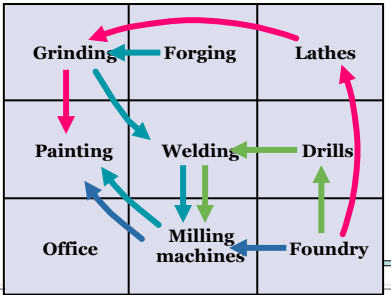 Grinding Forging Lathes
Painting Welding Drills
Office Milling machines Foundry